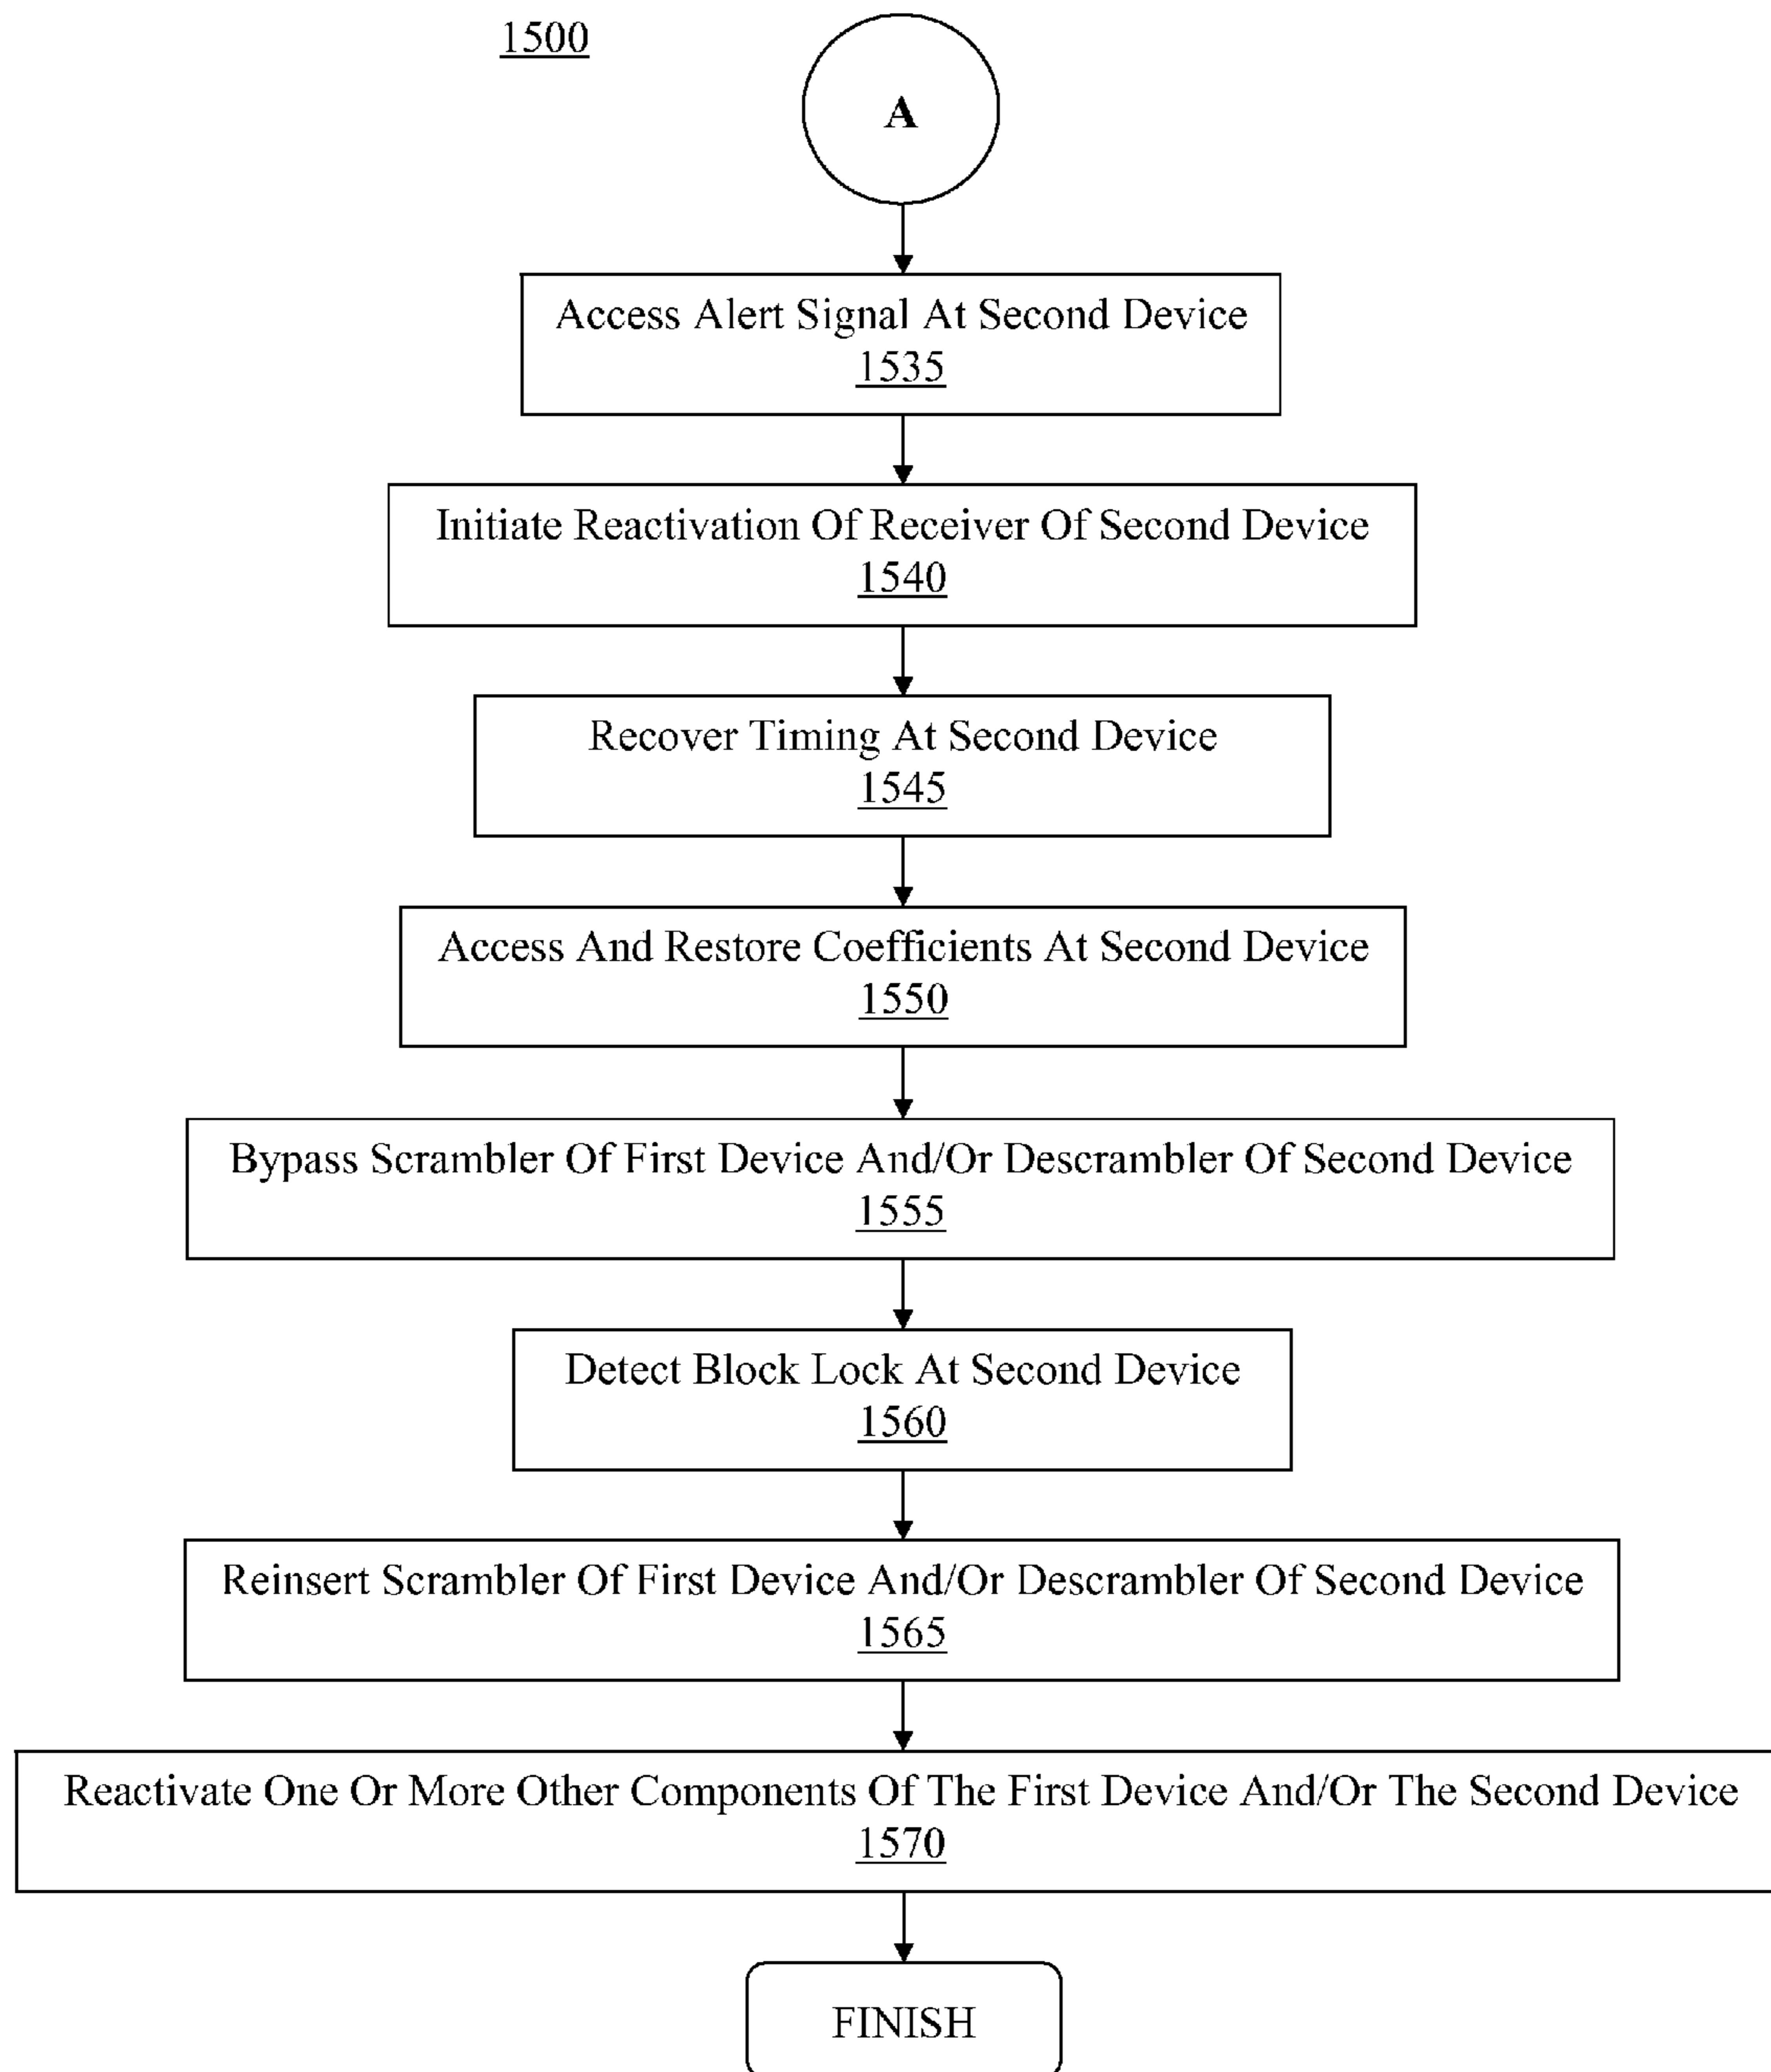 1500
A
Access Alert Signal At Second Device
1535
Initiate Reactivation Of Receiver Of Second Device
1540
Recover Timing At Second Device
1545
Access And Restore Coefficients At Second Device
1550
Bypass Scrambler Of First Device And/Or Descrambler Of Second Device
1555
Detect Block Lock At Second Device
1560
Reinsert Scrambler Of First Device And/Or Descrambler Of Second Device
1565
Reactivate One Or More Other Components Of The First Device And/Or The Second Device
1570
FINISH